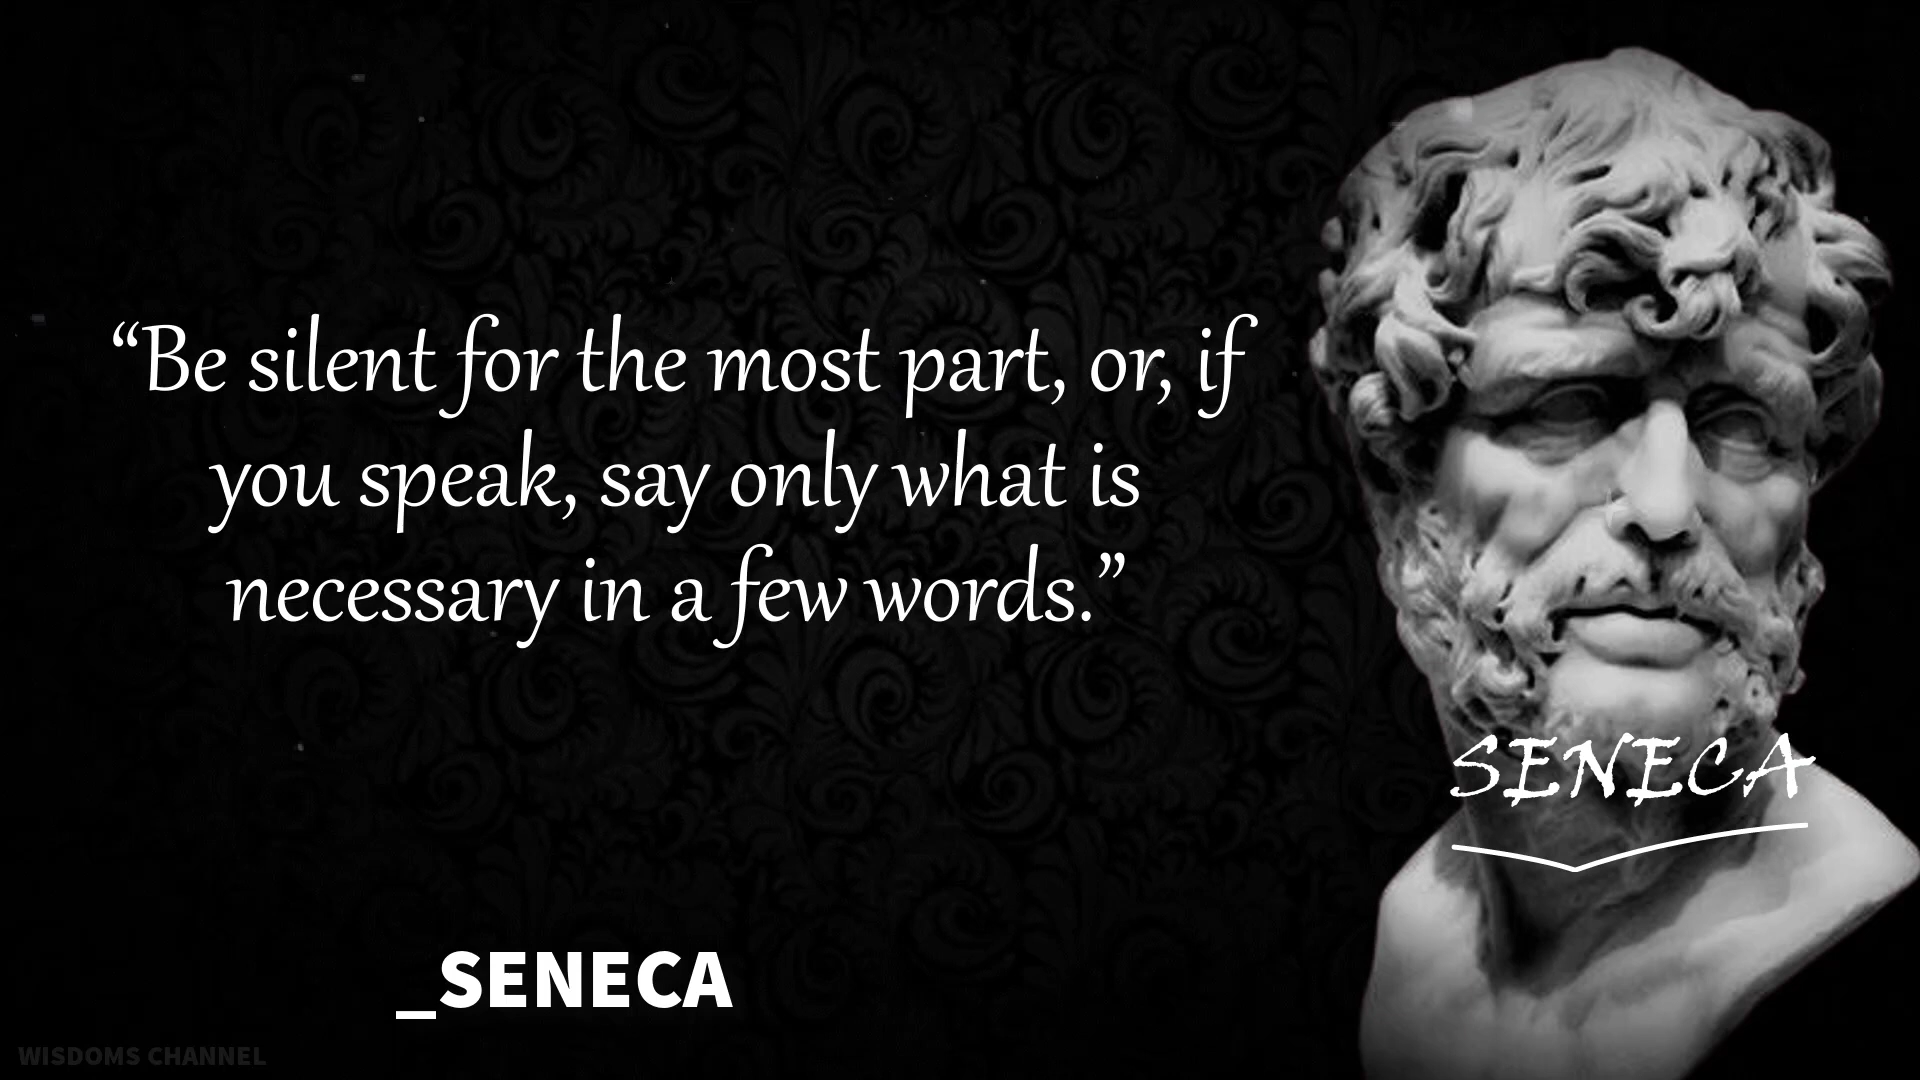 “Be silent for the most part, or, if
you speak, say only what is
necessary in a few words.”
SENECA
_SENECA
WISDOMS CHANNEL